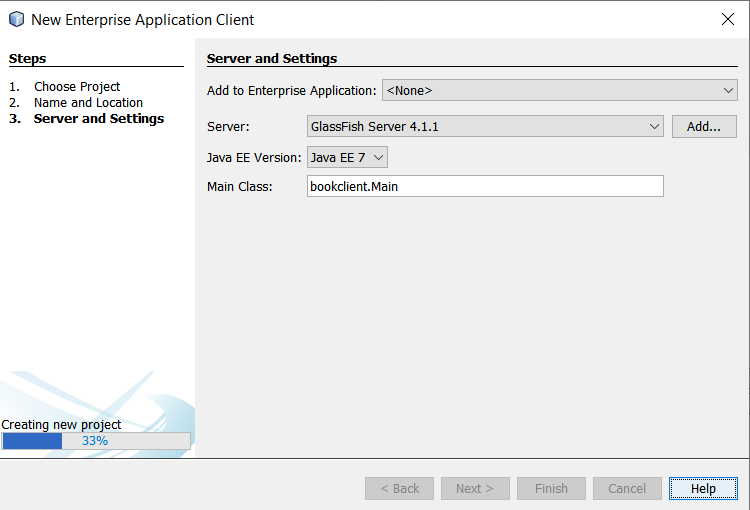 New Enterprise Application Client
Steps
1. Choose Project
2. Name and Location
3. Server and Settings
Server and Settings
Add to Enterprise Application: <None>
Server: GlassFish Server 4.1.1 Add...
Java EE Version: Java EE 7
Main Class: bookclient.Main
Creating new project
33%
< Back Next > Finish Cancel Help